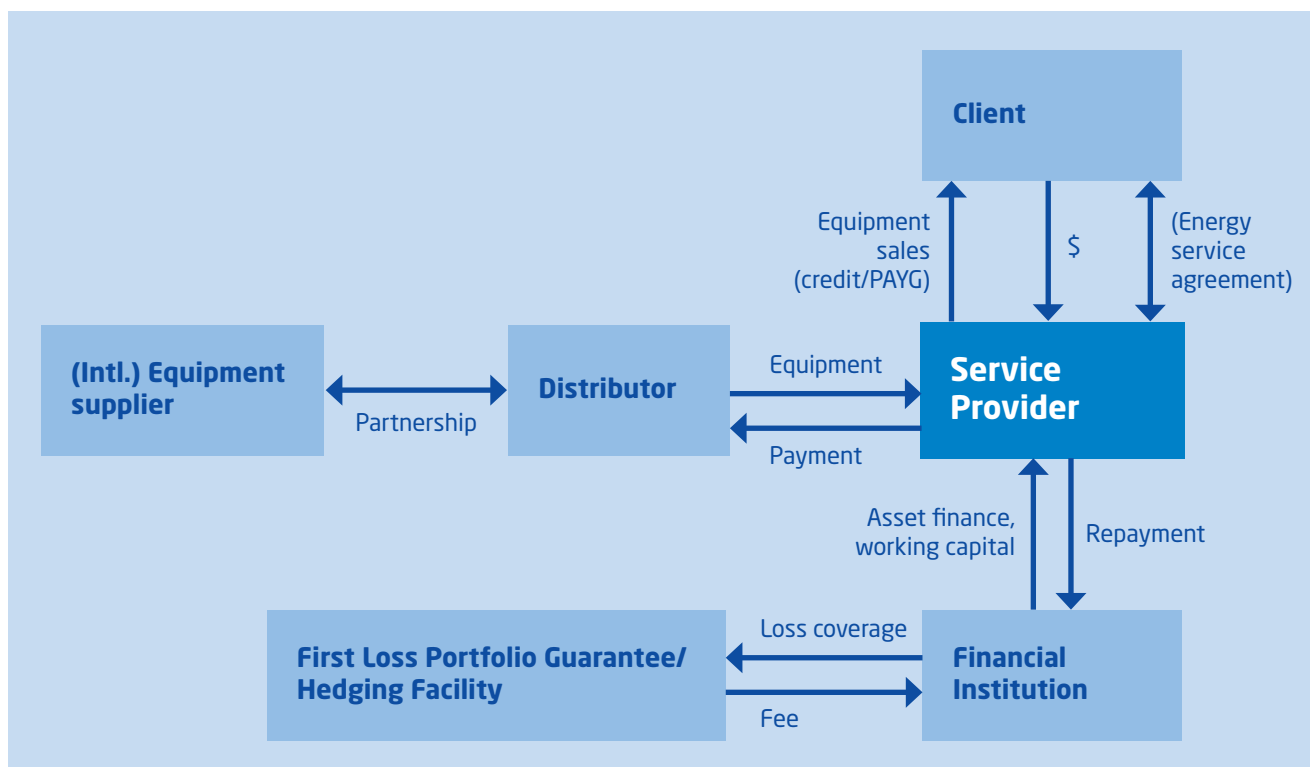 Client
Equipment
sales
(credit/PAYG)
$
(Energy
service
agreement)
(Intl.) Equipment
supplier
Partnership
Distributor
Equipment
Payment
Service
Provider
Asset finance,
working capital
Repayment
First Loss Portfolio Guarantee/
Hedging Facility
Loss coverage
Fee
Financial
Institution